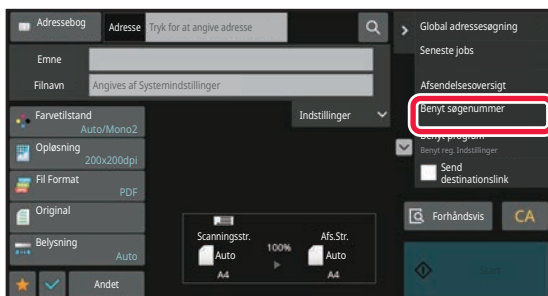 Adressebog
Adresse
Tryk for at angive adresse
Emne
Filnavn
Angives af Systemindstillinger
Indstillinger
Farvetilstand
Auto/Mono2
Opløsning
200x200dpi
Fil Format
PDF
Original
Belysning
Auto
Andet
Scanningsstr.
Auto
A4
100%
Afs.Str.
Auto
A4
Global adressesøgning
Seneste jobs
Afsendelsesoversigt
Benyt søgenummer
Benyt program
Benyt reg. Indstillinger
Send
destinationslink
Forhåndsvis
CA
Start